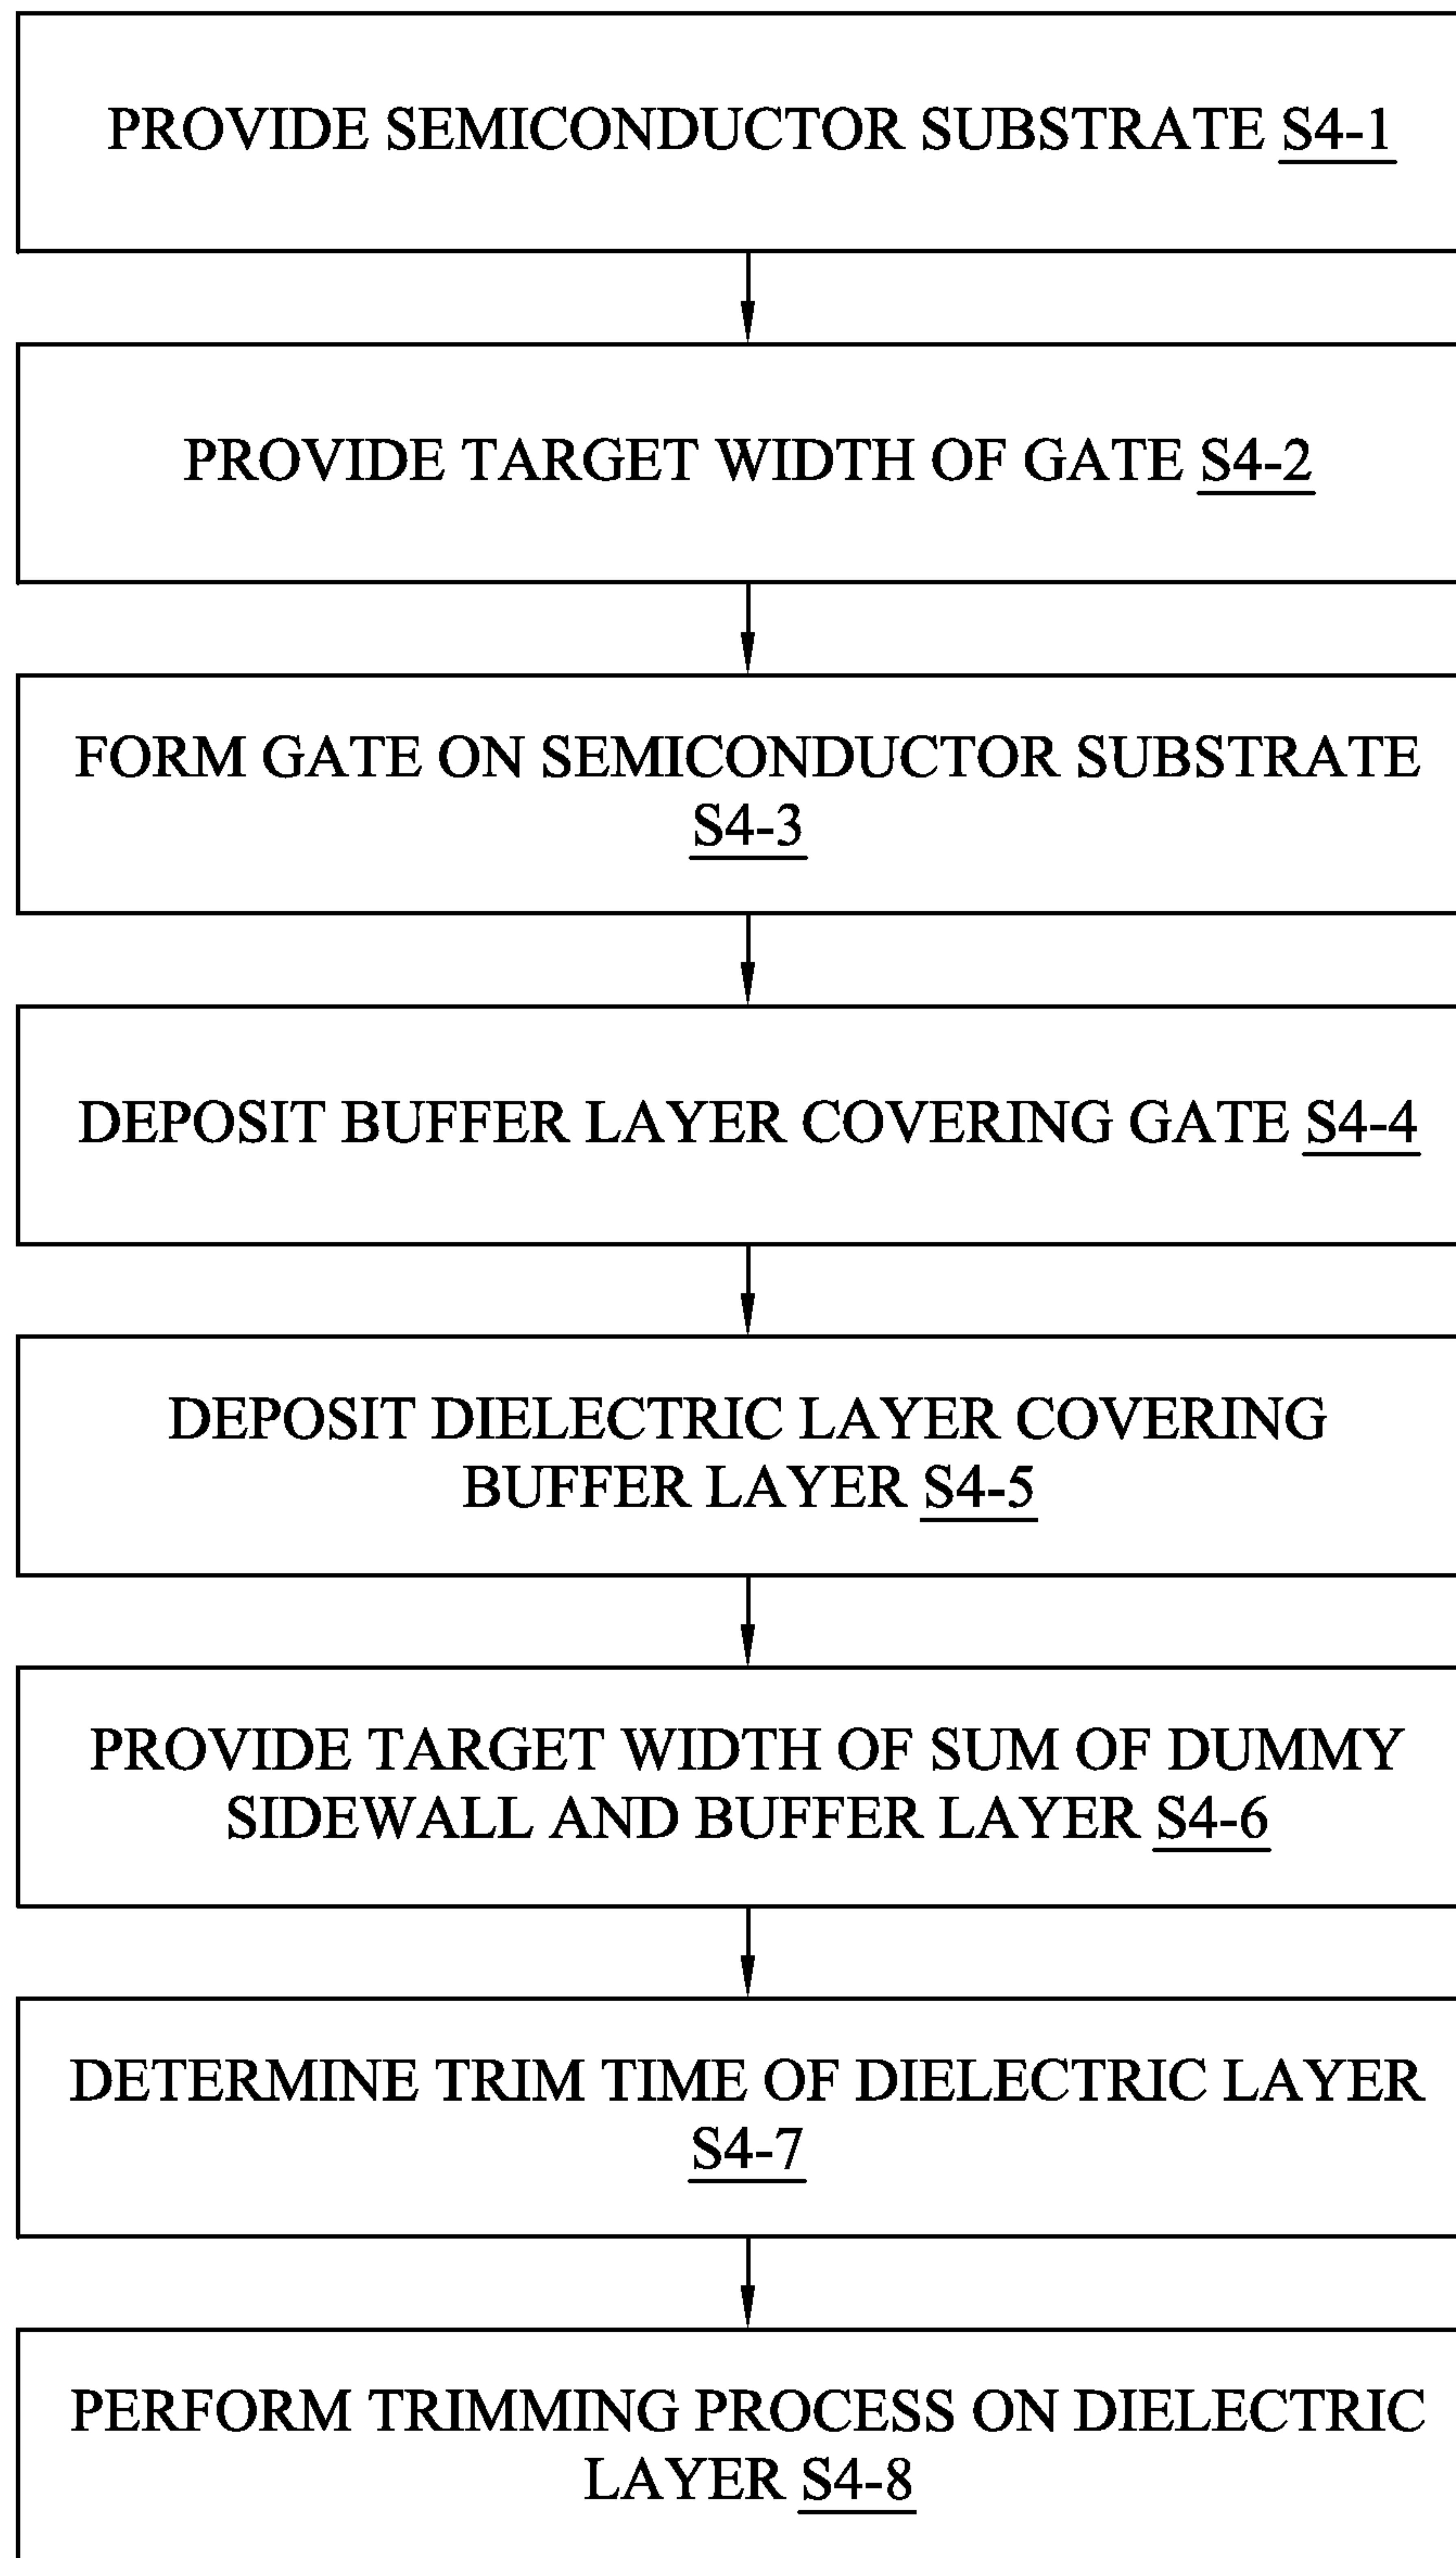 PROVIDE SEMICONDUCTOR SUBSTRATE S4-1
PROVIDE TARGET WIDTH OF GATE S4-2
FORM GATE ON SEMICONDUCTOR SUBSTRATE
S4-3
DEPOSIT BUFFER LAYER COVERING GATE S4-4
DEPOSIT DIELECTRIC LAYER COVERING
BUFFER LAYER S4-5
PROVIDE TARGET WIDTH OF SUM OF DUMMY
SIDEWALL AND BUFFER LAYER S4-6
DETERMINE TRIM TIME OF DIELECTRIC LAYER
S4-7
PERFORM TRIMMING PROCESS ON DIELECTRIC
LAYER S4-8